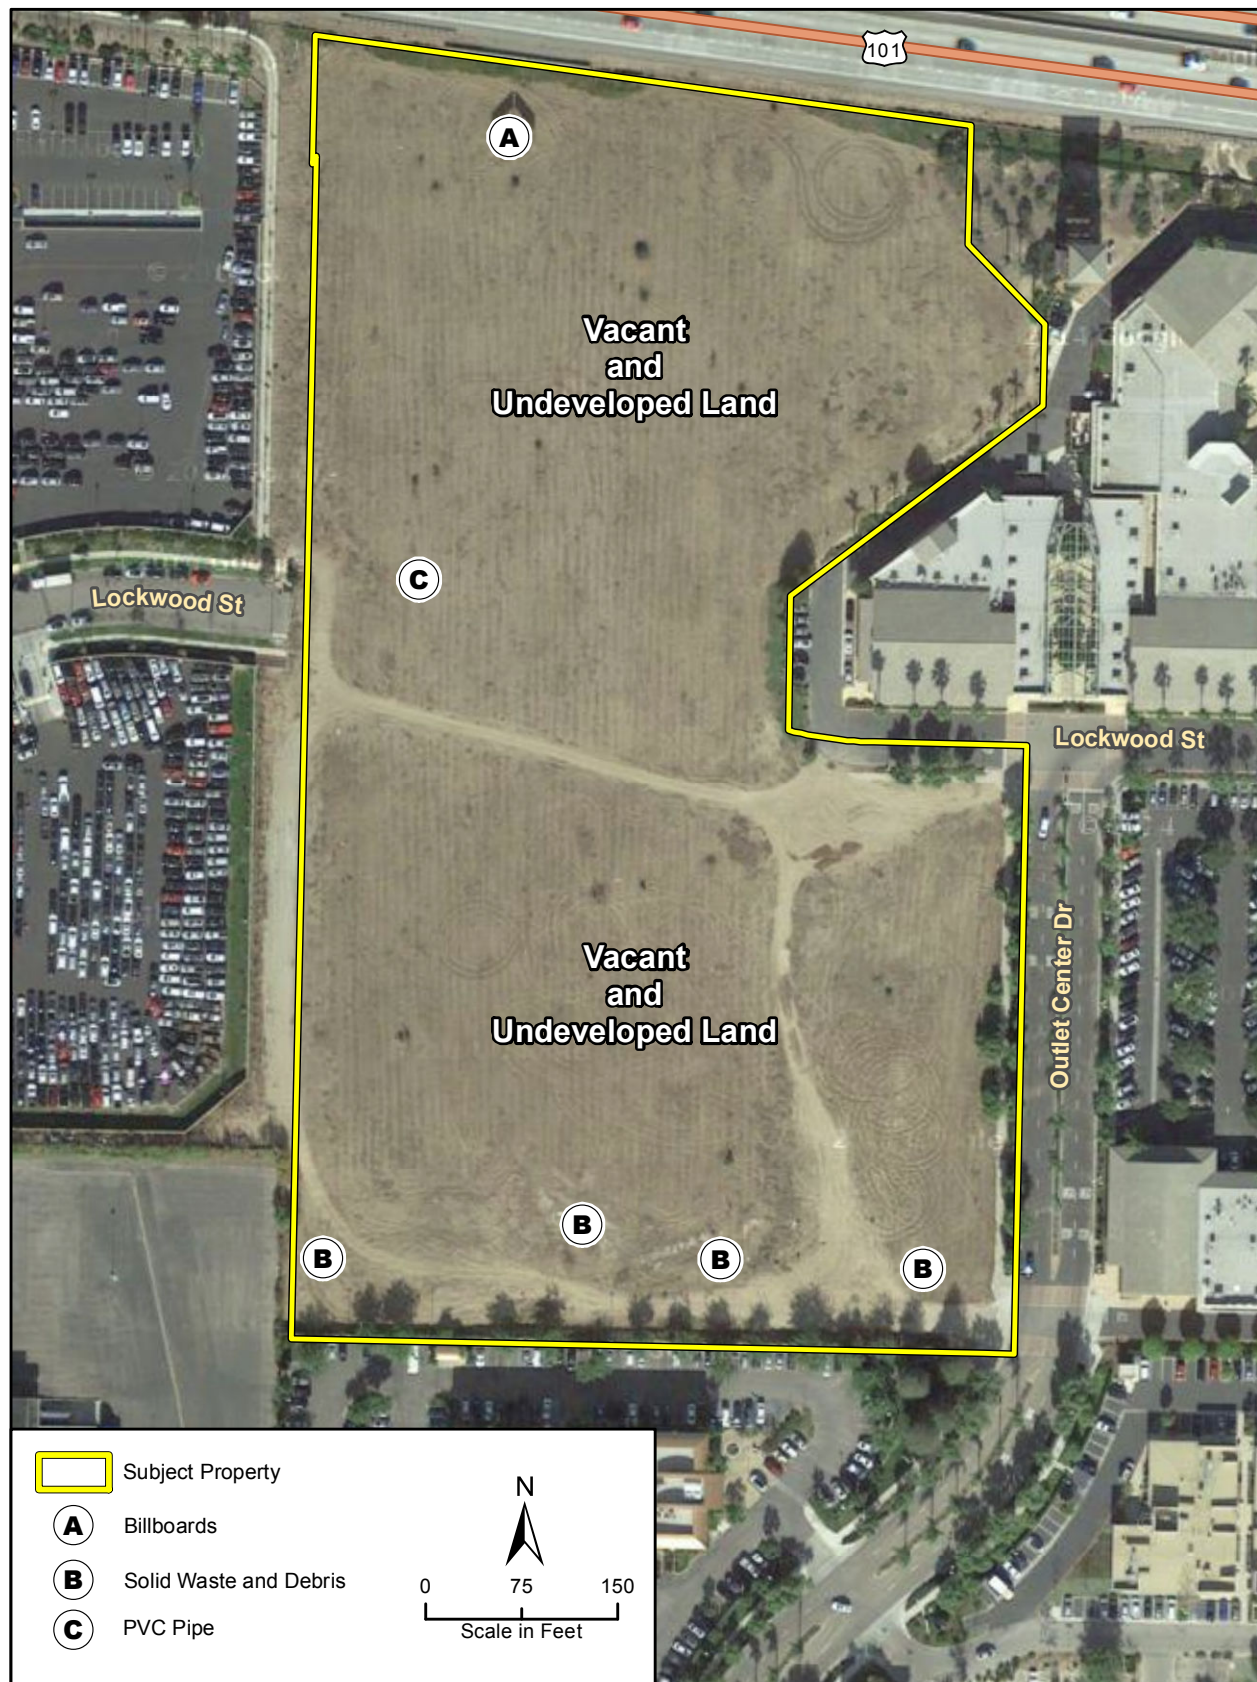 101
A
Vacant
and
Undeveloped Land
C
Lockwood St
Lockwood St
Vacant
and
Undeveloped Land
Outlet Center Dr
B
B
B
B
Subject Property
A Billboards
B Solid Waste and Debris
C PVC Pipe
N
0 75 150
Scale in Feet